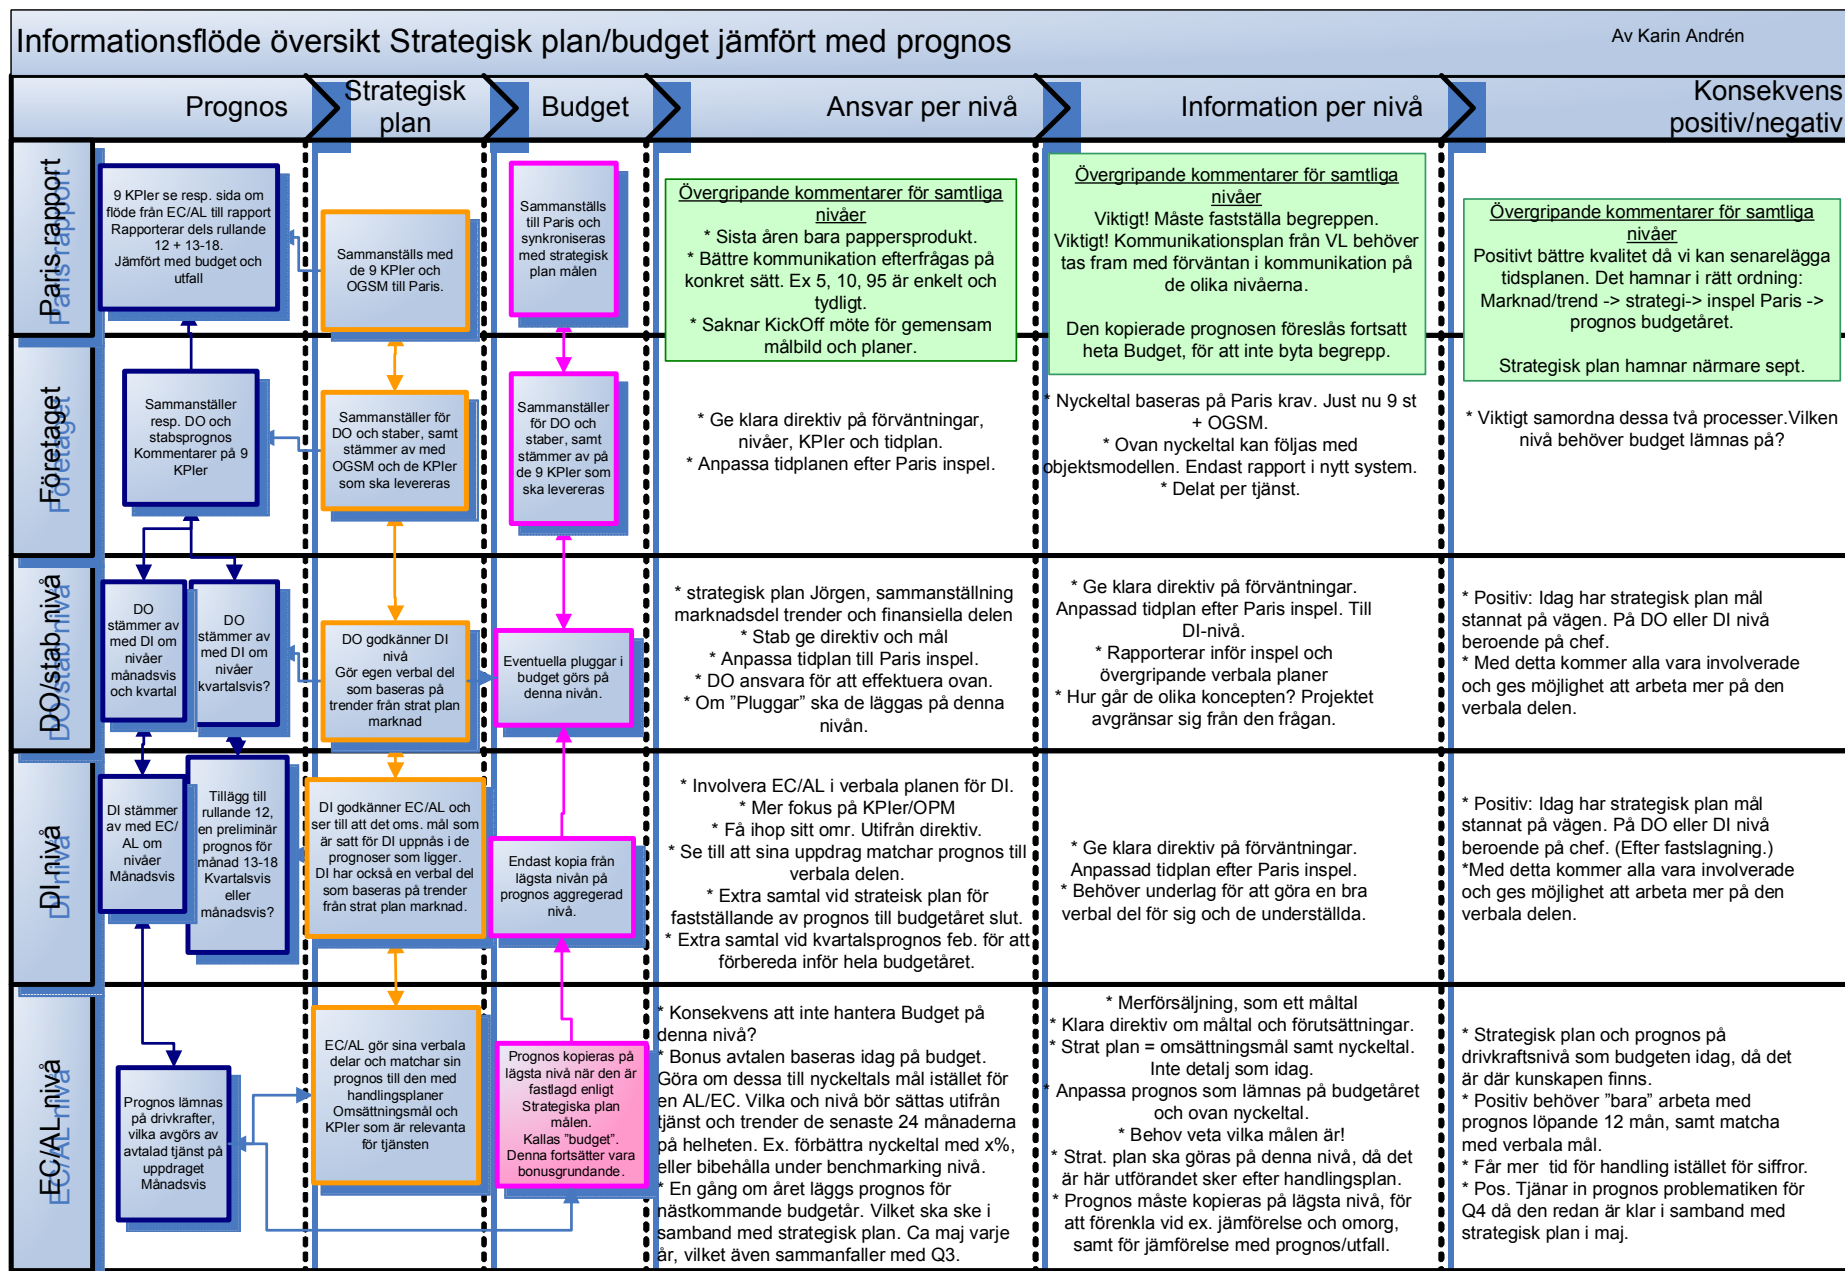 Informationsflöde översikt Strategisk plan/budget jämfört med prognos
Av Karin Andrén
Prognos
Strategisk
plan
Budget
Ansvar per nivå
Information per nivå
Konsekvens
positiv/negativ
Paris rapport
9 KPIer se resp. sida om
flöde från EC/AL till rapport
Rapporterar dels rullande
12 + 13-18.
Jämfört med budget och
utfall
Sammanställs med
de 9 KPIer och
OGSM till Paris.
Sammanställs
till Paris och
synkroniseras
med strategisk
plan målen
Övergripande kommentarer för samtliga
nivåer
* Sista åren bara pappersprodukt.
* Bättre kommunikation efterfrågas på
konkret sätt. Ex 5, 10, 95 är enkelt och
tydligt.
* Saknar KickOff möte för gemensam
målbild och planer.
Övergripande kommentarer för samtliga
nivåer
Viktigt! Måste fastställa begreppen.
Viktigt! Kommunikationsplan från VL behöver
tas fram med förväntan i kommunikation på
de olika nivåerna.
Den kopierade prognosen föreslås fortsatt
heta Budget, för att inte byta begrepp.
Övergripande kommentarer för samtliga
nivåer
Positivt bättre kvalitet då vi kan senarelägga
tidsplanen. Det hamnar i rätt ordning:
Marknad/trend -> strategi-> inspel Paris ->
prognos budgetåret.
Strategisk plan hamnar närmare sept.
Företaget
Sammanställer
resp. DO och
stabsprognos
Kommentarer på 9
KPIer
Sammanställer för
DO och staber, samt
stämmer av med
OGSM och de KPIer
som ska levereras
Sammanställer
för DO och
staber, samt
stämmer av på
de 9 KPIer som
ska levereras
* Ge klara direktiv på förväntningar,
nivåer, KPIer och tidplan.
* Anpassa tidplanen efter Paris inspel.
* Nyckeltal baseras på Paris krav. Just nu 9 st
+ OGSM.
* Ovan nyckeltal kan följas med
objektsmodellen. Endast rapport i nytt system.
* Delat per tjänst.
* Viktigt samordna dessa två processer.Vilken
nivå behöver budget lämnas på?
DO/stab nivå
DO
stämmer av
med DI om
nivåer
månadsvis
och kvartal
DO
stämmer av
med DI om
nivåer
kvartalsvis?
DO godkänner DI
nivå
Gör egen verbal del
som baseras på
trender från strat plan
marknad
Eventuella pluggar i
budget görs på
denna nivån.
* strategisk plan Jörgen, sammanställning
marknadsdel trender och finansiella delen
* Stab ge direktiv och mål
* Anpassa tidplan till Paris inspel.
* DO ansvara för att effektuera ovan.
* Om ”Pluggar” ska de läggas på denna
nivån.
* Ge klara direktiv på förväntningar.
Anpassad tidplan efter Paris inspel. Till
DI-nivå.
* Rapporterar inför inspel och
övergripande verbala planer
* Hur går de olika koncepten? Projektet
avgränsar sig från den frågan.
* Positiv: Idag har strategisk plan mål
stannat på vägen. På DO eller DI nivå
beroende på chef.
* Med detta kommer alla vara involverade
och ges möjlighet att arbeta mer på den
verbala delen.
DI nivå
DI stämmer
av med EC/
AL om
nivåer
Månadsvis
Tillägg till
rullande 12,
en preliminär
prognos för
månad 13-18
Kvartalsvis
eller
månadsvis?
DI godkänner EC/AL och
ser till att det oms. mål som
är satt för DI uppnås i de
prognoser som ligger.
DI har också en verbal del
som baseras på trender
från strat plan marknad.
Endast kopia från
lägsta nivån på
prognos aggregerad
nivå.
* Involvera EC/AL i verbala planen för DI.
* Mer fokus på KPIer/OPM
* Få ihop sitt omr. Utifrån direktiv.
* Se till att sina uppdrag matchar prognos till
verbala delen.
* Extra samtal vid strateisk plan för
fastställande av prognos till budgetåret slut.
* Extra samtal vid kvartalsprognos feb. för att
förbereda inför hela budgetåret.
* Ge klara direktiv på förväntningar.
Anpassad tidplan efter Paris inspel.
* Behöver underlag för att göra en bra
verbal del för sig och de underställda.
* Positiv: Idag har strategisk plan mål
stannat på vägen. På DO eller DI nivå
beroende på chef. (Efter fastslagning.)
*Med detta kommer alla vara involverade
och ges möjlighet att arbeta mer på den
verbala delen.
EC/AL nivå
Prognos lämnas
på drivkrafter,
vilka avgörs av
avtalad tjänst på
uppdraget
Månadsvis
EC/AL gör sina verbala
delar och matchar sin
prognos till den med
handlingsplaner
Omsättningsmål och
KPIer som är relevanta
för tjänsten
Prognos kopieras på
lägsta nivå när den är
fastlagd enligt
Strategiska plan
målen.
Kallas ”budget”.
Denna fortsätter vara
bonusgrundande.
* Konsekvens att inte hantera Budget på
denna nivå?
* Bonus avtalen baseras idag på budget.
Göra om dessa till nyckeltals mål istället för
en AL/EC. Vilka och nivå bör sättas utifrån
tjänst och trender de senaste 24 månaderna
på helheten. Ex. förbättra nyckeltal med x%,
eller bibehålla under benchmarking nivå.
* En gång om året läggs prognos för
nästkommande budgetår. Vilket ska ske i
samband med strategisk plan. Ca maj varje
år, vilket även sammanfaller med Q3.
* Merförsäljning, som ett måltal
* Klara direktiv om måltal och förutsättningar.
* Strat plan = omsättningsmål samt nyckeltal.
Inte detalj som idag.
* Anpassa prognos som lämnas på budgetåret
och ovan nyckeltal.
* Behov veta vilka målen är!
* Strat. plan ska göras på denna nivå, då det
är här utförandet sker efter handlingsplan.
* Prognos måste kopieras på lägsta nivå, för
att förenkla vid ex. jämförelse och omorg,
samt för jämförelse med prognos/utfall.
* Strategisk plan och prognos på
drivkraftsnivå som budgeten idag, då det
är där kunskapen finns.
* Positiv behöver ”bara” arbeta med
prognos löpande 12 mån, samt matcha
med verbala mål.
* Får mer tid för handling istället för siffror.
* Pos. Tjänar in prognos problematiken för
Q4 då den redan är klar i samband med
strategisk plan i maj.